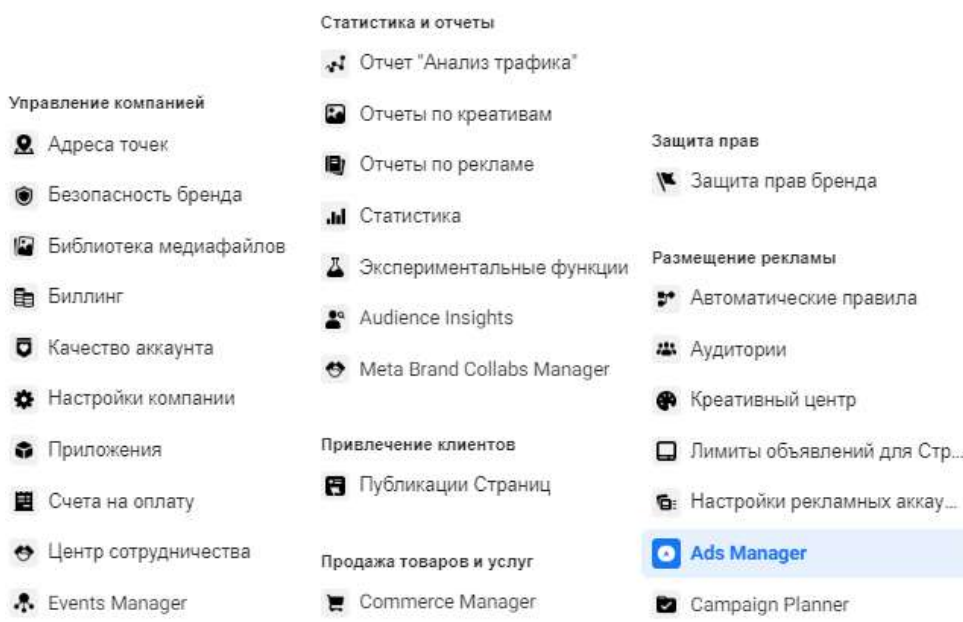 Управление компанией
Адреса точек
Безопасность бренда
Библиотека медиафайлов
Биллинг
Качество аккаунта
Настройки компании
Приложения
Счета на оплату
Центр сотрудничества
Events Manager
Статистика и отчеты
Отчет "Анализ трафика"
Отчеты по креативам
Отчеты по рекламе
Статистика
Экспериментальные функции
Audience Insights
Meta Brand Collabs Manager
Привлечение клиентов
Публикации Страниц
Продажа товаров и услуг
Commerce Manager
Защита прав
Защита прав бренда
Размещение рекламы
Автоматические правила
Аудитории
Креативный центр
Лимиты объявлений для Стр...
Настройки рекламных аккау...
Ads Manager
Campaign Planner